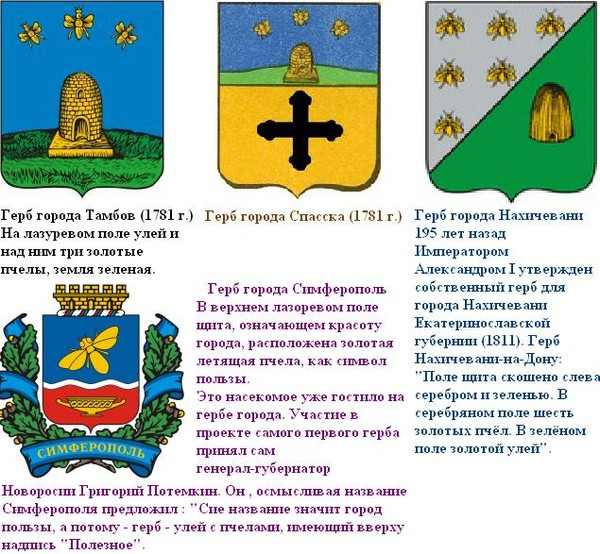 Герб города Тамбов (1781 г.)
На лазуревом поле улей и
над ним три золотые
пчелы, земля зеленая.
Герб города Спасска (1781 г.)
Герб города Нахичевани
195 лет назад
Императором
Александром I утвержден
собственный герб для
города Нахичевани
Екатеринославской
губернии (1811). Герб
Нахичевани-на-Дону:
"Поле щита скошено слева
серебром и зеленью. В
серебряном поле шесть
золотых пчёл. В зелёном
поле золотой улей".
СИМФЕРОПОЛЬ
Герб города Симферополь
В верхнем лазоревом поле
щита, означающем красоту
города, расположена золотая
летящая пчела, как символ
пользы.
Это насекомое уже гостило на
гербе города. Участие в
проекте самого первого герба
принял сам
генерал-губернатор
Новоросии Григорий Потемкин. Он , осмысливая название
Симферополя предложил : "Сие название значит город
пользы, а потому - герб - улей с пчелами, имеющий вверху
надпись "Полезное".